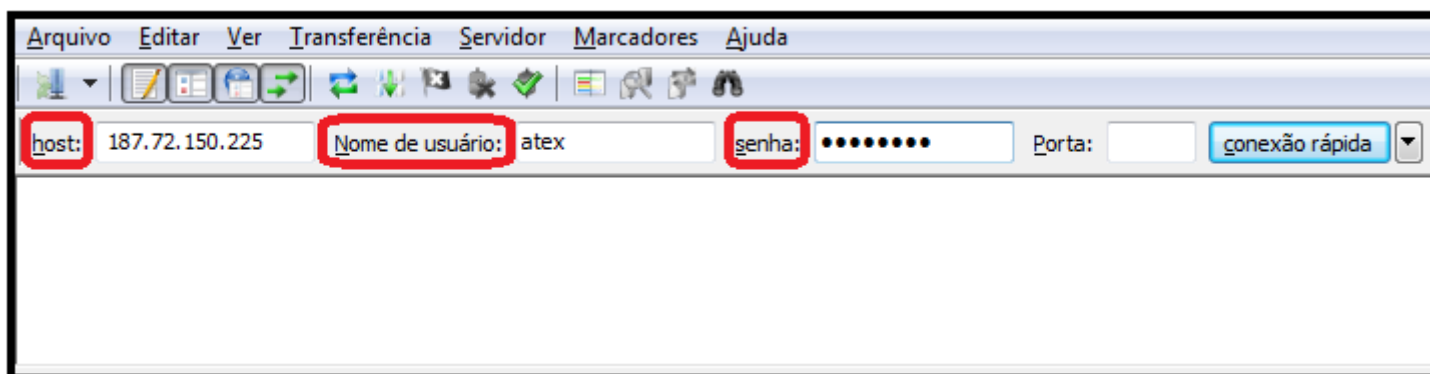 Arquivo Editar Ver Transferência Servidor Marcadores Ajuda
host: 187.72.150.225 Nome de usuário: atex senha: •••••••• Porta: conexão rápida